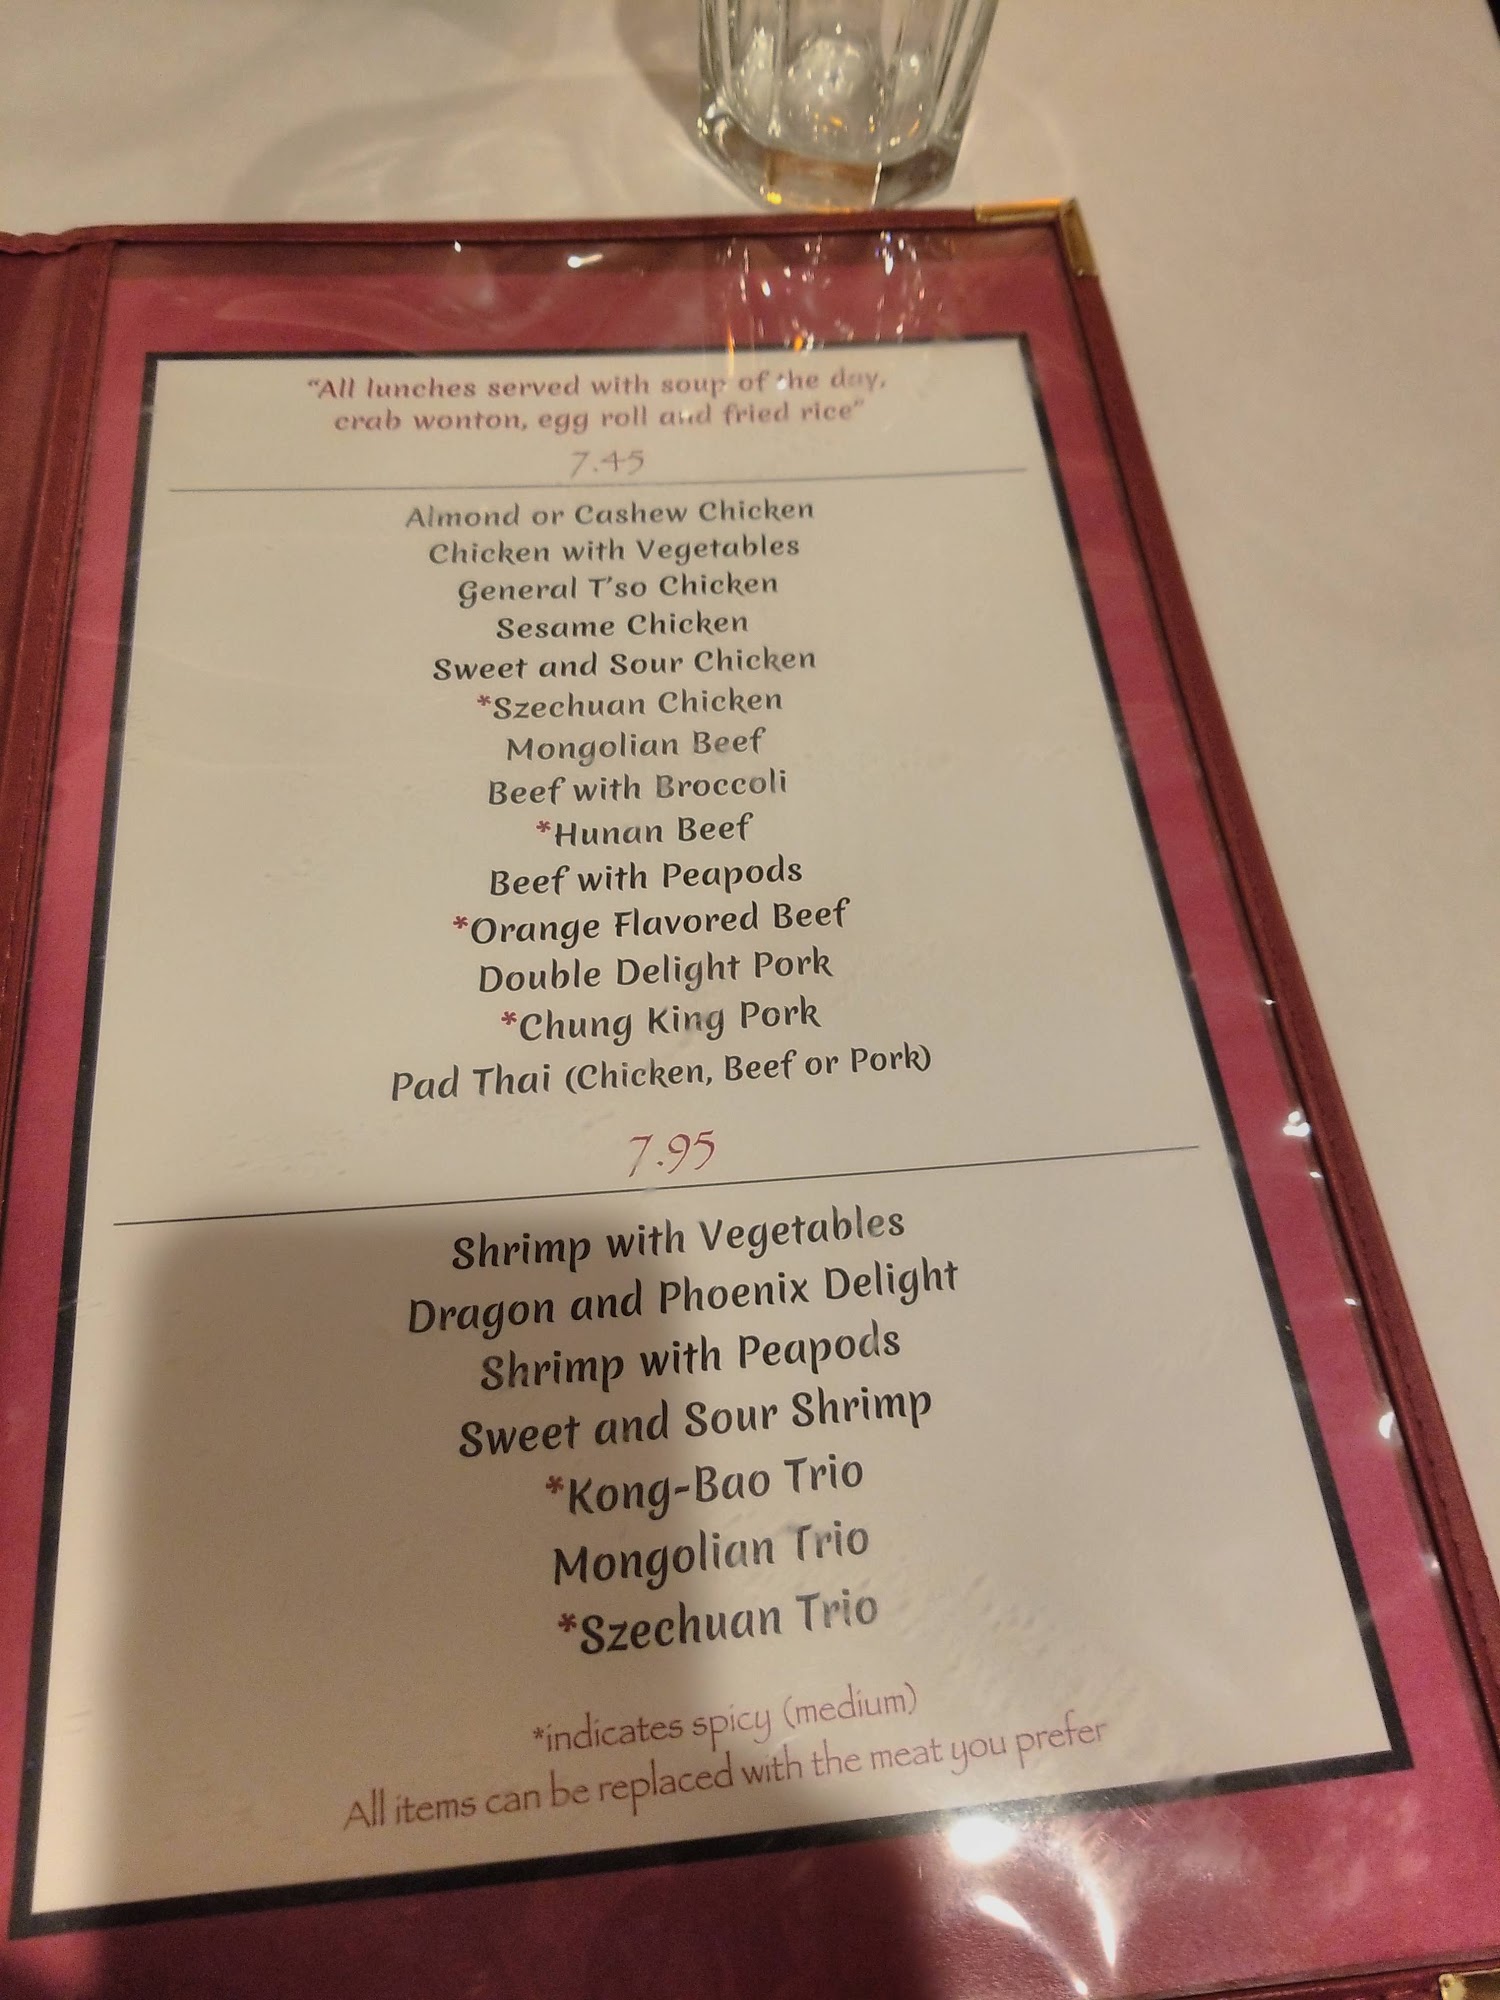 “All lunches served with soup of the day,
crab wonton, egg roll and fried rice”
7.45
Almond or Cashew Chicken
Chicken with Vegetables
General T’so Chicken
Sesame Chicken
Sweet and Sour Chicken
*Szechuan Chicken
Mongolian Beef
Beef with Broccoli
*Hunan Beef
Beef with Peapods
*Orange Flavored Beef
Double Delight Pork
*Chung King Pork
Pad Thai (Chicken, Beef or Pork)
7.95
Shrimp with Vegetables
Dragon and Phoenix Delight
Shrimp with Peapods
Sweet and Sour Shrimp
*Kong-Bao Trio
Mongolian Trio
*Szechuan Trio
*indicates spicy (medium)
All items can be replaced with the meat you prefer